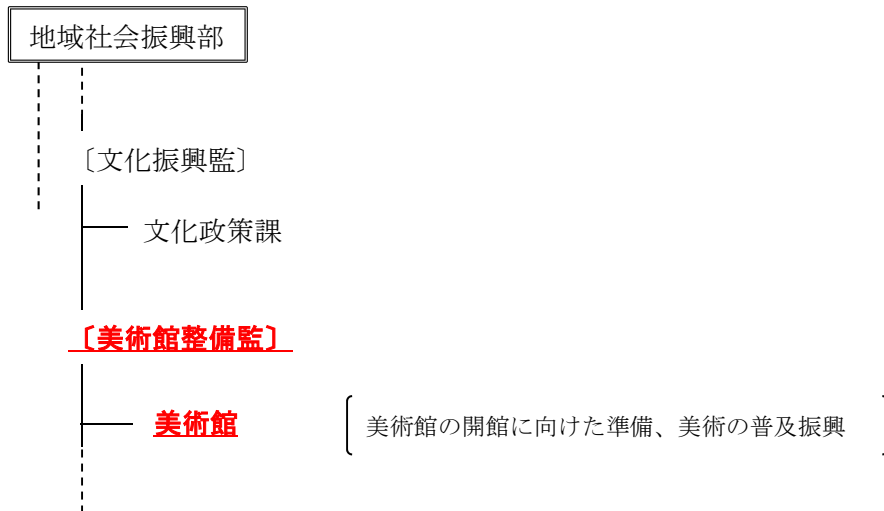 地域社会振興部
〔文化振興監〕
文化政策課
〔美術館整備監〕
美術館
美術館の開館に向けた準備、美術の普及振興